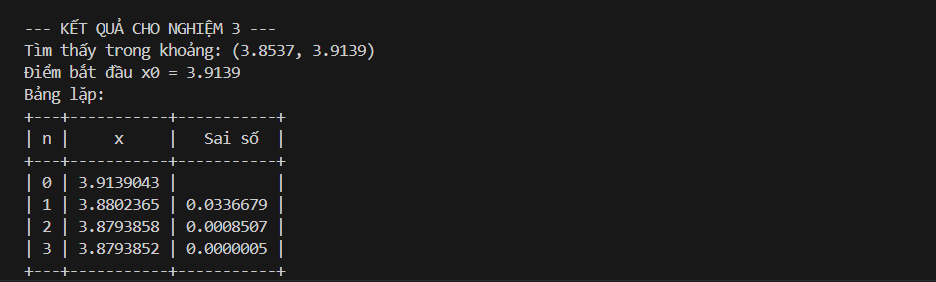 --- KẾT QUẢ CHO NGHIỆM 3 ---
Tìm thấy trong khoảng: (3.8537, 3.9139)
Điểm bắt đầu x0 = 3.9139
Bảng lặp:
+---+-----------+-----------+
| n |     x     |   Sai số  |
+---+-----------+-----------+
| 0 | 3.9139043 |           |
| 1 | 3.8802365 | 0.0336679 |
| 2 | 3.8793858 | 0.0008507 |
| 3 | 3.8793852 | 0.0000005 |
+---+-----------+-----------+